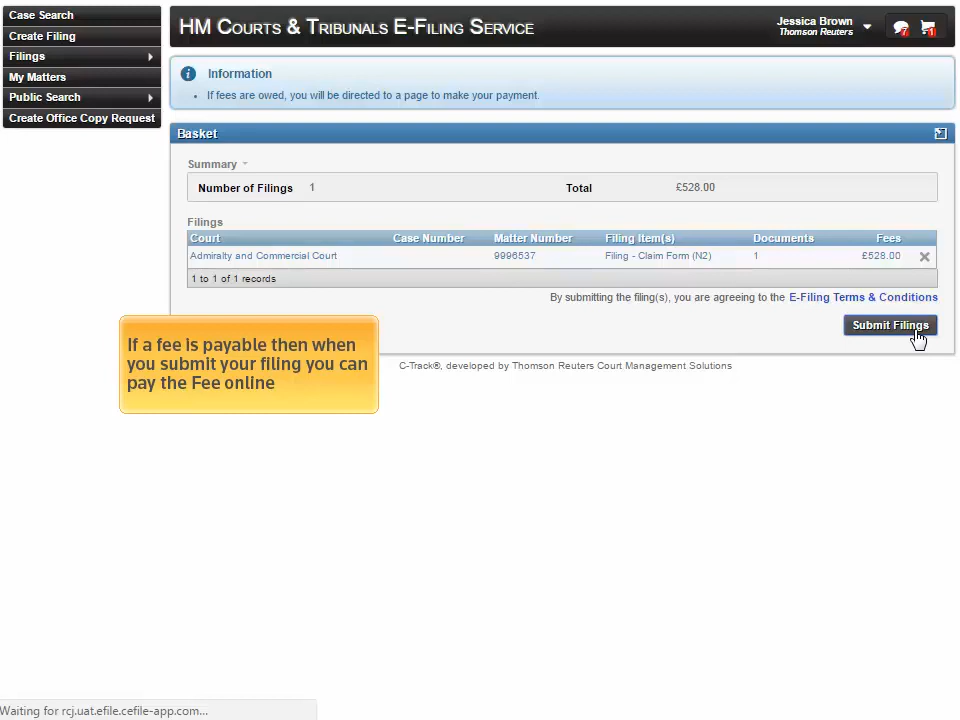 Case Search
Create Filing
Filings
My Matters
Public Search
Create Office Copy Request
HM Courts & Tribunals E-Filing Service
Jessica Brown
Thomson Reuters
7
1
Information
If fees are owed, you will be directed to a page to make your payment.
Basket
Summary
Number of Filings 1 Total £528.00
Filings
Court Case Number Matter Number Filing Item(s) Documents Fees
Admiralty and Commercial Court 9996537 Filing - Claim Form (N2) 1 £528.00
1 to 1 of 1 records
By submitting the filing(s), you are agreeing to the E-Filing Terms & Conditions
Submit Filings
If a fee is payable then when
you submit your filing you can
pay the Fee online
C-Track®, developed by Thomson Reuters Court Management Solutions
Waiting for rcj.uat.efile.cefile-app.com...